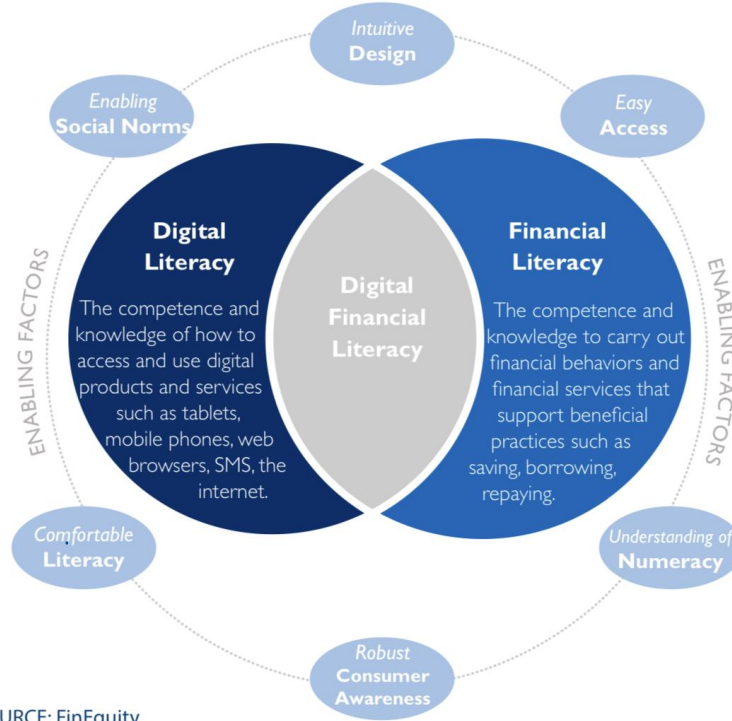 Intuitive
Design
Enabling
Social Norms
Easy
Access
ENABLING FACTORS
Digital
Literacy
The competence and
knowledge of how to
access and use digital
products and services
such as tablets,
mobile phones, web
browsers, SMS, the
internet.
Digital
Financial
Literacy
Financial
Literacy
The competence and
knowledge to carry out
financial behaviors and
financial services that
support beneficial
practices such as
saving, borrowing,
repaying.
ENABLING FACTORS
Comfortable
Literacy
Understanding of
Numeracy
Robust
Consumer
Awareness
URCE: FinEquity